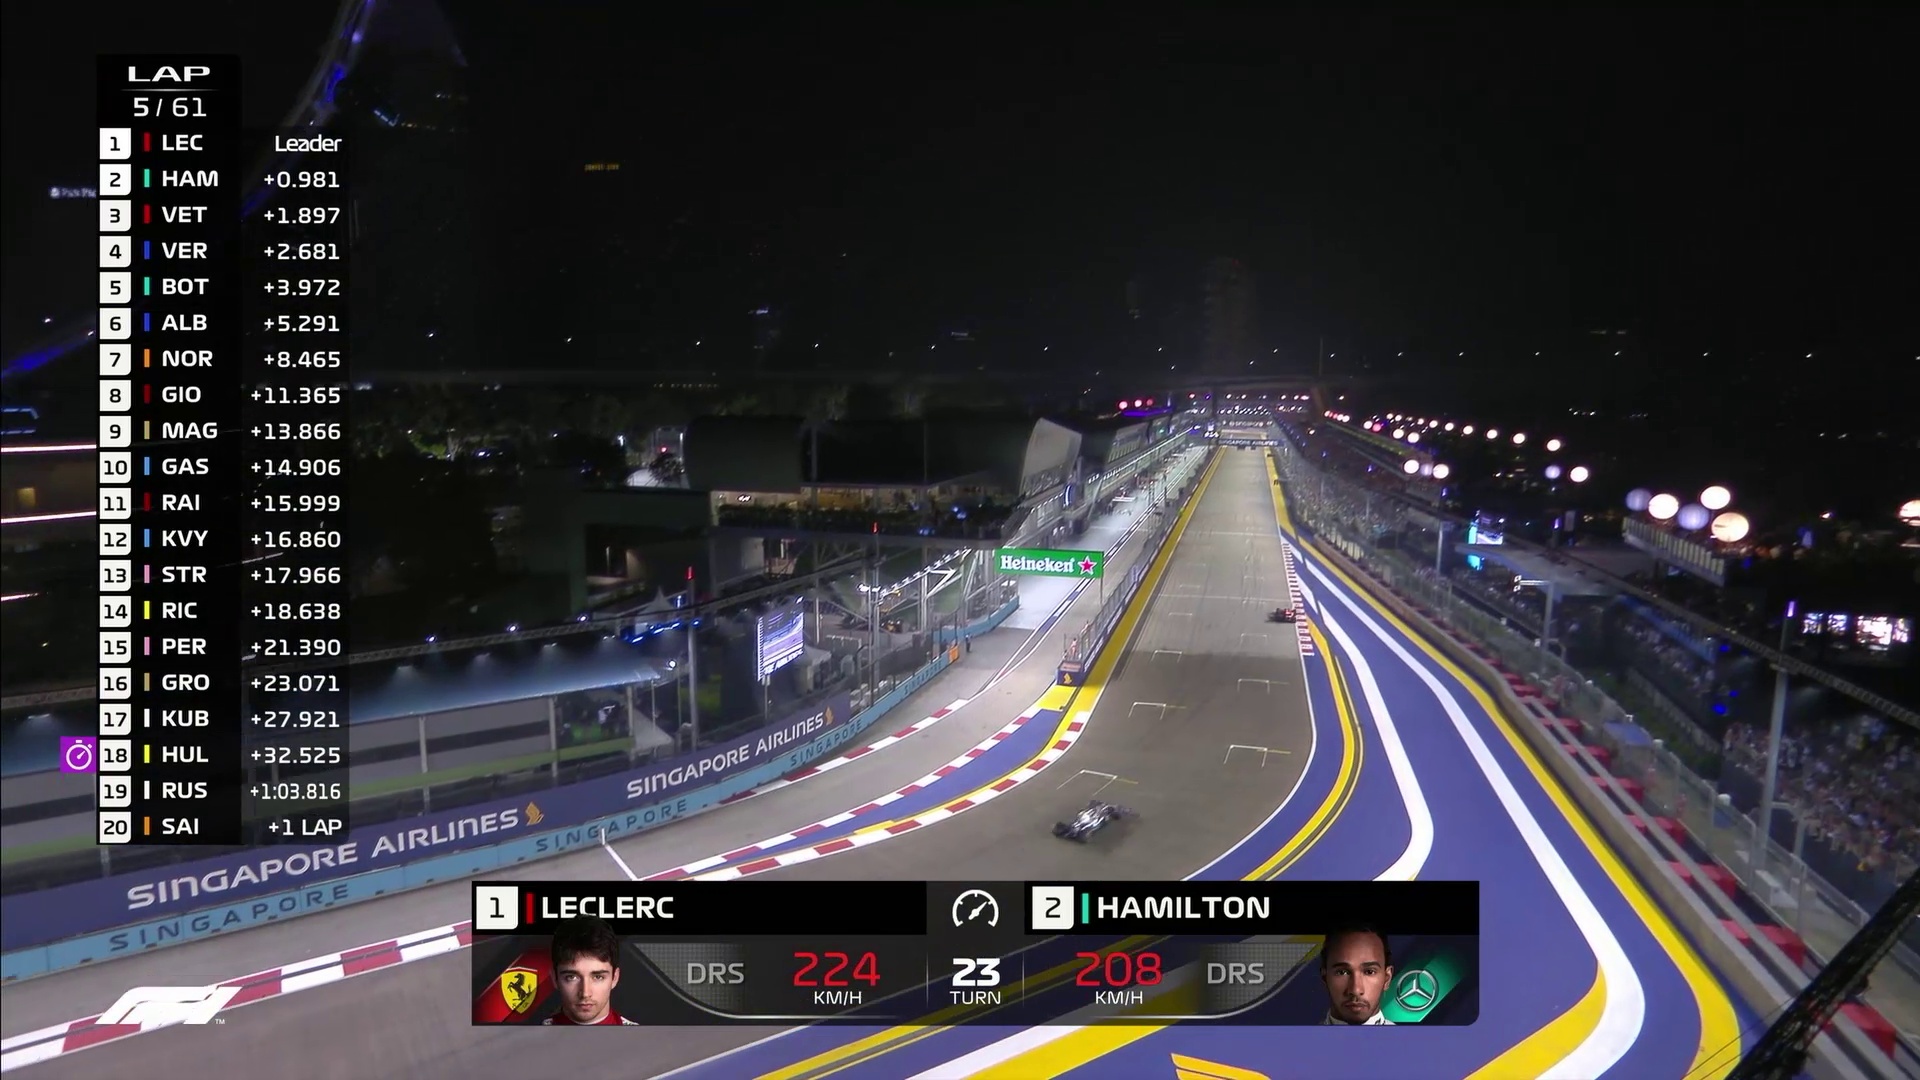 LAP
5 / 61
1 LEC Leader
2 HAM +0.981
3 VET +1.897
4 VER +2.681
5 BOT +3.972
6 ALB +5.291
7 NOR +8.465
8 GIO +11.365
9 MAG +13.866
10 GAS +14.906
11 RAI +15.999
12 KVY +16.860
13 STR +17.966
14 RIC +18.638
15 PER +21.390
16 GRO +23.071
17 KUB +27.921
18 HUL +32.525
19 RUS +1:03.816
20 SAI +1 LAP
SINGAPORE AIRLINES
Heineken
SINGAPORE AIRLINES
SINGAPORE
SINGAPORE AIRLINES
SINGAPORE
SINGAPORE
1 LECLERC
2 HAMILTON
DRS 224 KM/H
23 TURN
208 KM/H DRS
F1
TM